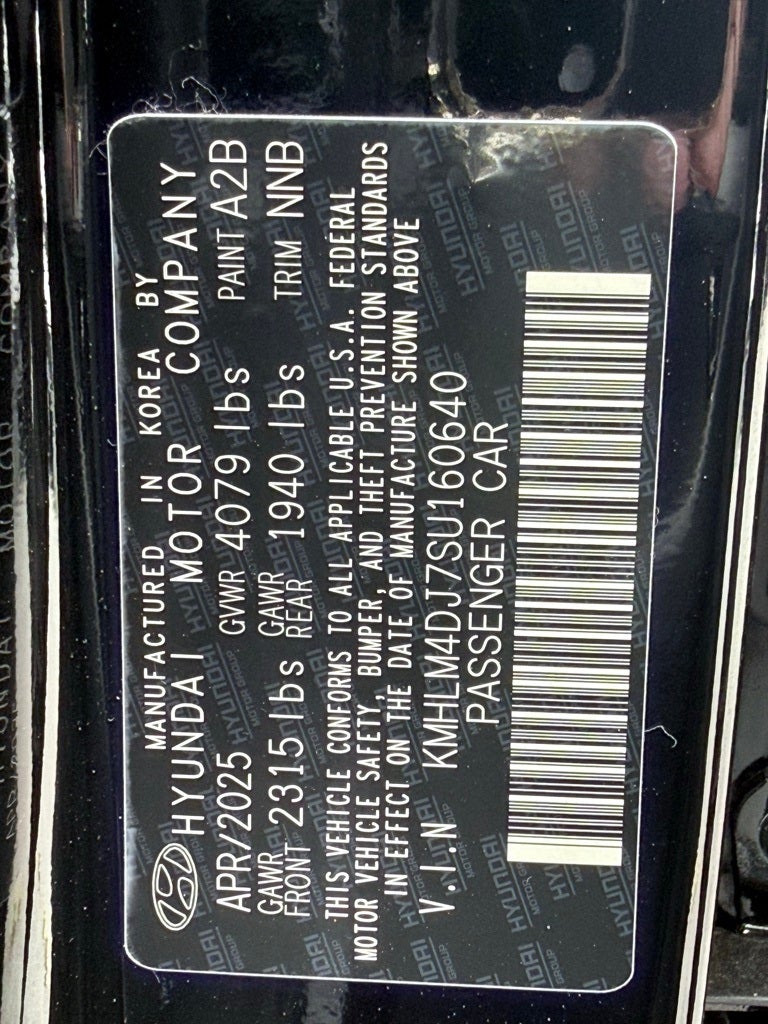 MANUFACTURED IN KOREA BY
HYUNDAI MOTOR COMPANY
APR/2025 GVWR 4079 lbs PAINT A2B
GAWR FRONT 2315 lbs GAWR REAR 1940 lbs TRIM NNB
THIS VEHICLE CONFORMS TO ALL APPLICABLE U.S.A. FEDERAL
MOTOR VEHICLE SAFETY, BUMPER, AND THEFT PREVENTION STANDARDS
IN EFFECT ON THE DATE OF MANUFACTURE SHOWN ABOVE
V.I.N KMHLM4DJ7SU160640
PASSENGER CAR